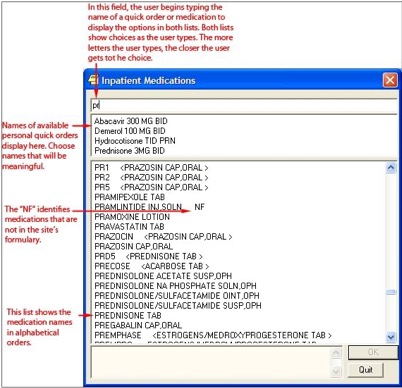 In this field, the user begins typing the
name of a quick order or medication to
display the options in both lists. Both lists
show choices as the user types. The more
letters the user types, the closer the user
gets tot he choice.
Inpatient Medications
pr
Names of available
personal quick orders
display here. Choose
names that will be
meaningful.
Abacavir 300 MG BID
Demerol 100 MG BID
Hydrocotisone TID PRN
Prednisone 3MG BID
PR1 <PRAZOSIN CAP,ORAL >
PR2 <PRAZOSIN CAP,ORAL >
PR5 <PRAZOSIN CAP,ORAL >
PRAMIPEXOLE TAB
PRAMLINTIDE INJ,SOLN NF
PRAMOXINE LOTION
PRAVASTATIN TAB
PRAZOCIN <PRAZOSIN CAP,ORAL >
PRAZOSIN CAP,ORAL
PRD5 <PREDNISONE TAB >
PRECOSE <ACARBOSE TAB >
PREDNISOLONE ACETATE SUSP,OPH
PREDNISOLONE NA PHOSPHATE SOLN,OPH
PREDNISOLONE/SULFACETAMIDE OINT,OPH
PREDNISOLONE/SULFACETAMIDE SUSP,OPH
PREDNISONE TAB
PREGABALIN CAP,ORAL
PREMPHASE <ESTROGENS/MEDROXYPROGESTERONE TAB >
The "NF" identifies
medications that are
not in the site's
formulary.
This list shows the
medication names
in alphabetical
orders.
OK
Quit